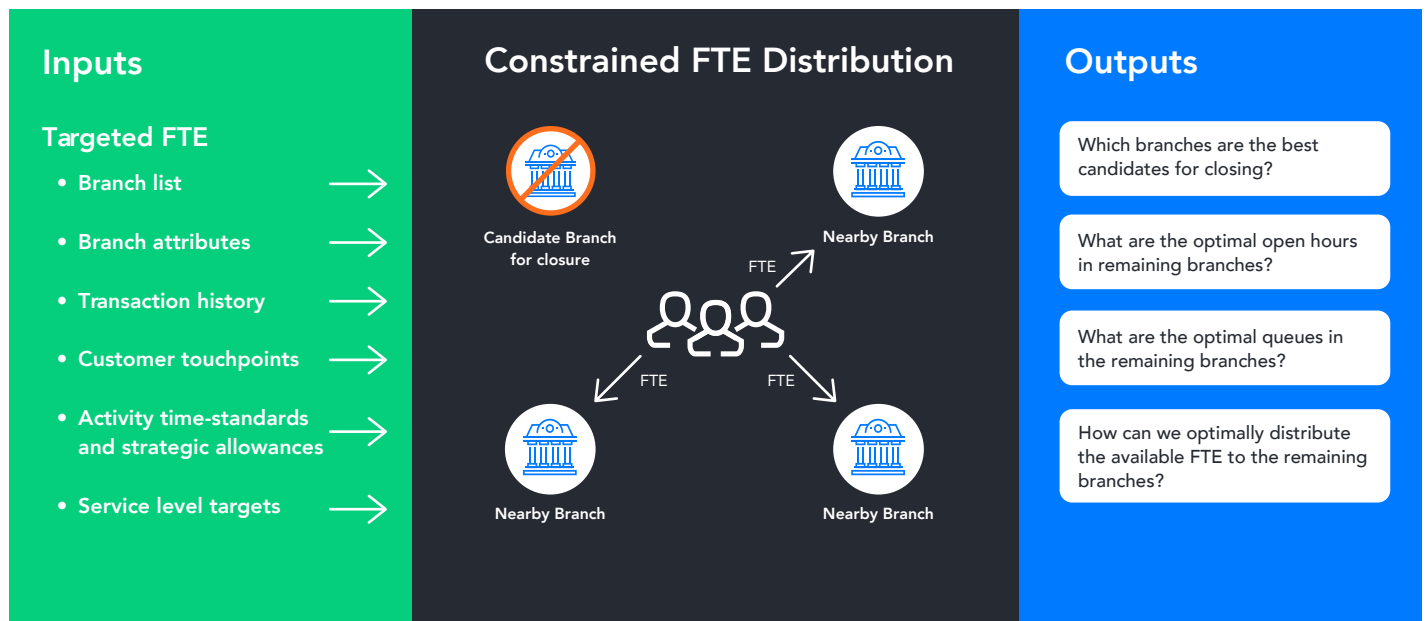 Inputs
Targeted FTE
• Branch list
• Branch attributes
• Transaction history
• Customer touchpoints
• Activity time-standards
and strategic allowances
• Service level targets
Constrained FTE Distribution
Candidate Branch
for closure
Nearby Branch
FTE
FTE
FTE
Nearby Branch
Nearby Branch
Outputs
Which branches are the best
candidates for closing?
What are the optimal open hours
in remaining branches?
What are the optimal queues in
the remaining branches?
How can we optimally distribute
the available FTE to the remaining
branches?